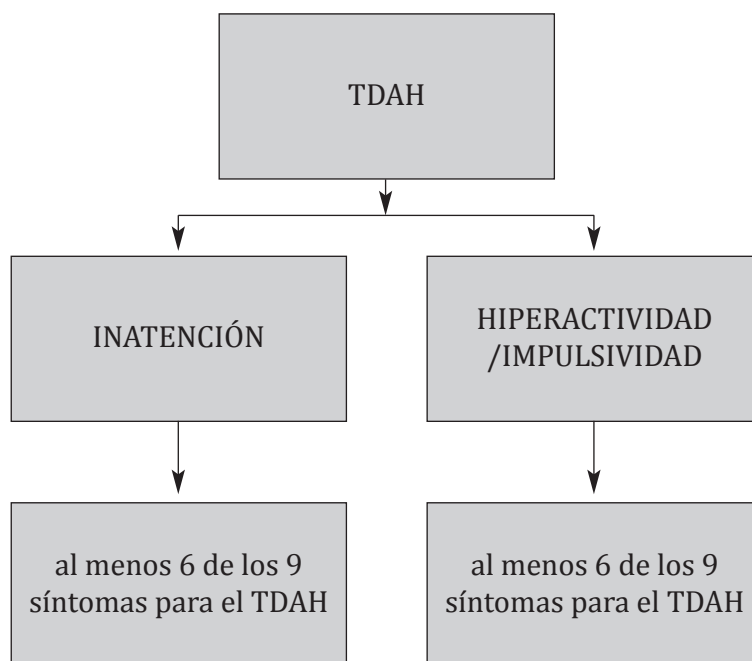 TDAH
INATENCIÓN
HIPERACTIVIDAD
/IMPULSIVIDAD
al menos 6 de los 9
síntomas para el TDAH
al menos 6 de los 9
síntomas para el TDAH